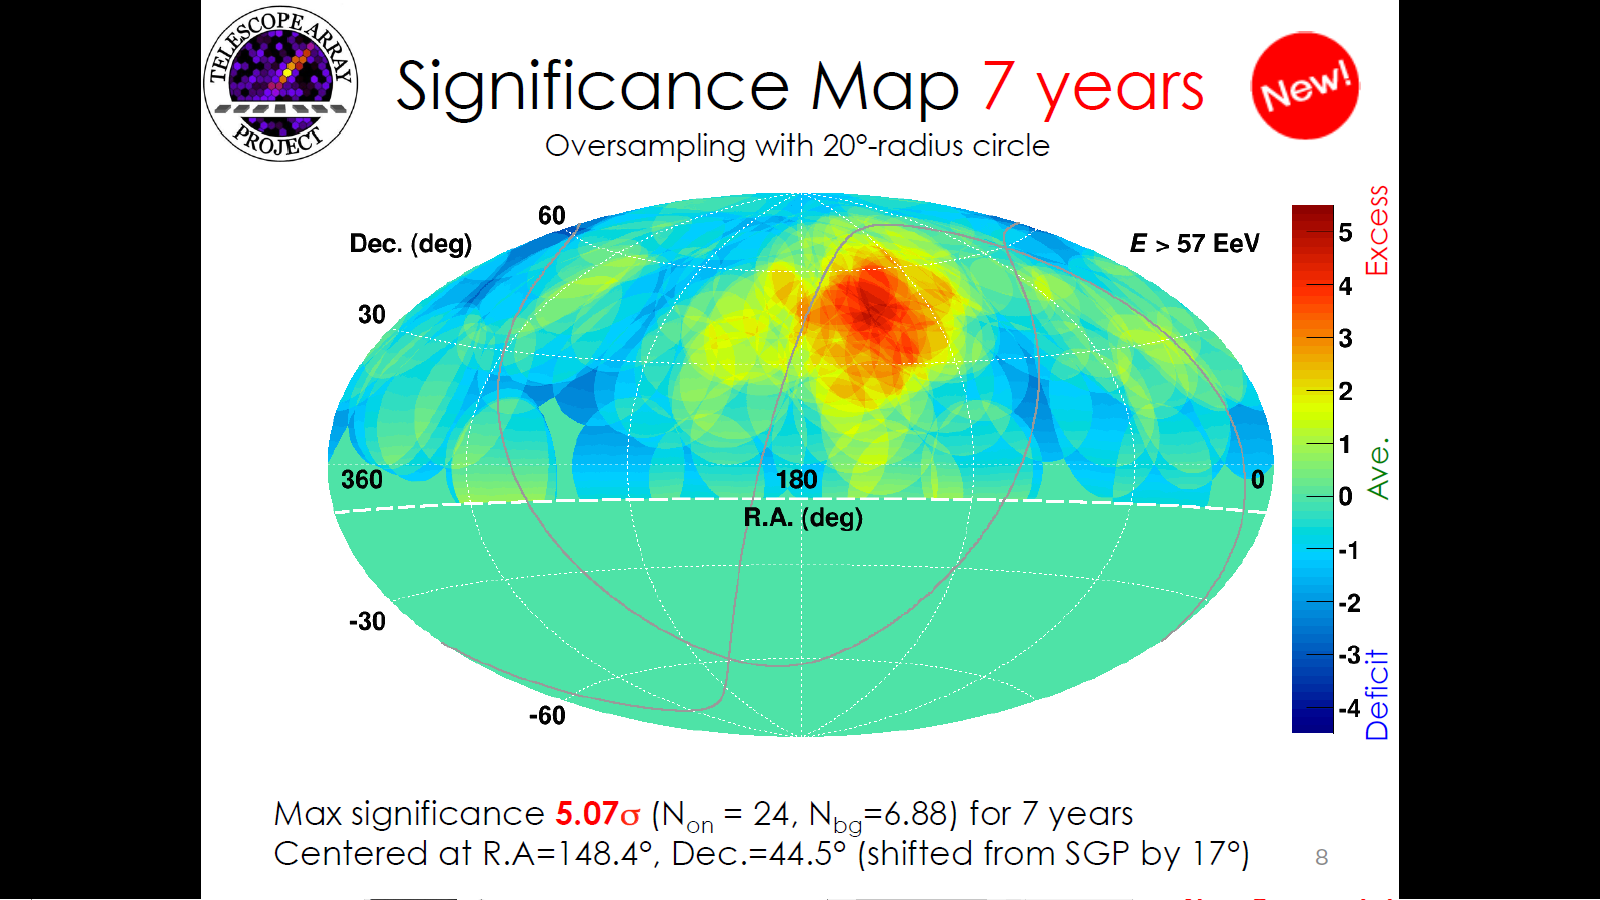 TELESCOPE ARRAY
PROJECT
Significance Map 7 years
New!
Oversampling with 20°-radius circle
60
Dec. (deg)
E > 57 EeV
30
360
180
0
R.A. (deg)
-30
-60
5
4
3
2
1
0
-1
-2
-3
-4
Excess
Ave.
Deficit
Max significance 5.07σ (Non = 24, Nbg=6.88) for 7 years
Centered at R.A=148.4°, Dec.=44.5° (shifted from SGP by 17°)
8